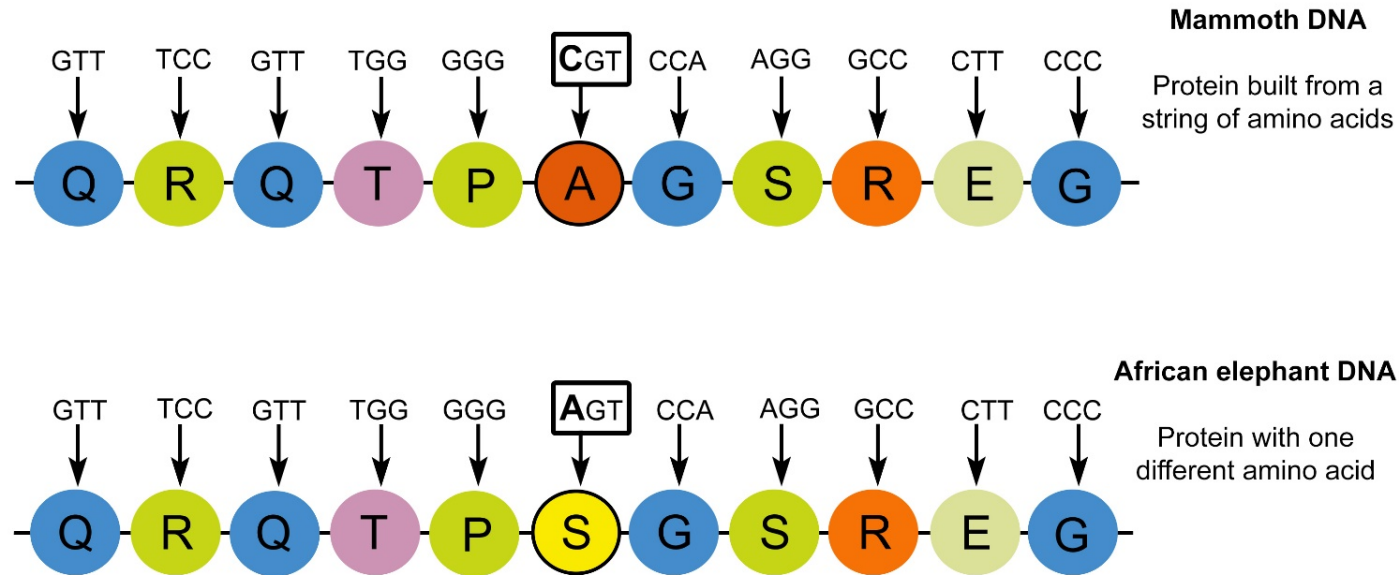 Mammoth DNA
GTT TCC GTT TGG GGG CGT CCA AGG GCC CTT CCC
Protein built from a
string of amino acids
Q R Q T P A G S R E G
African elephant DNA
GTT TCC GTT TGG GGG AGT CCA AGG GCC CTT CCC
Protein with one
different amino acid
Q R Q T P S G S R E G